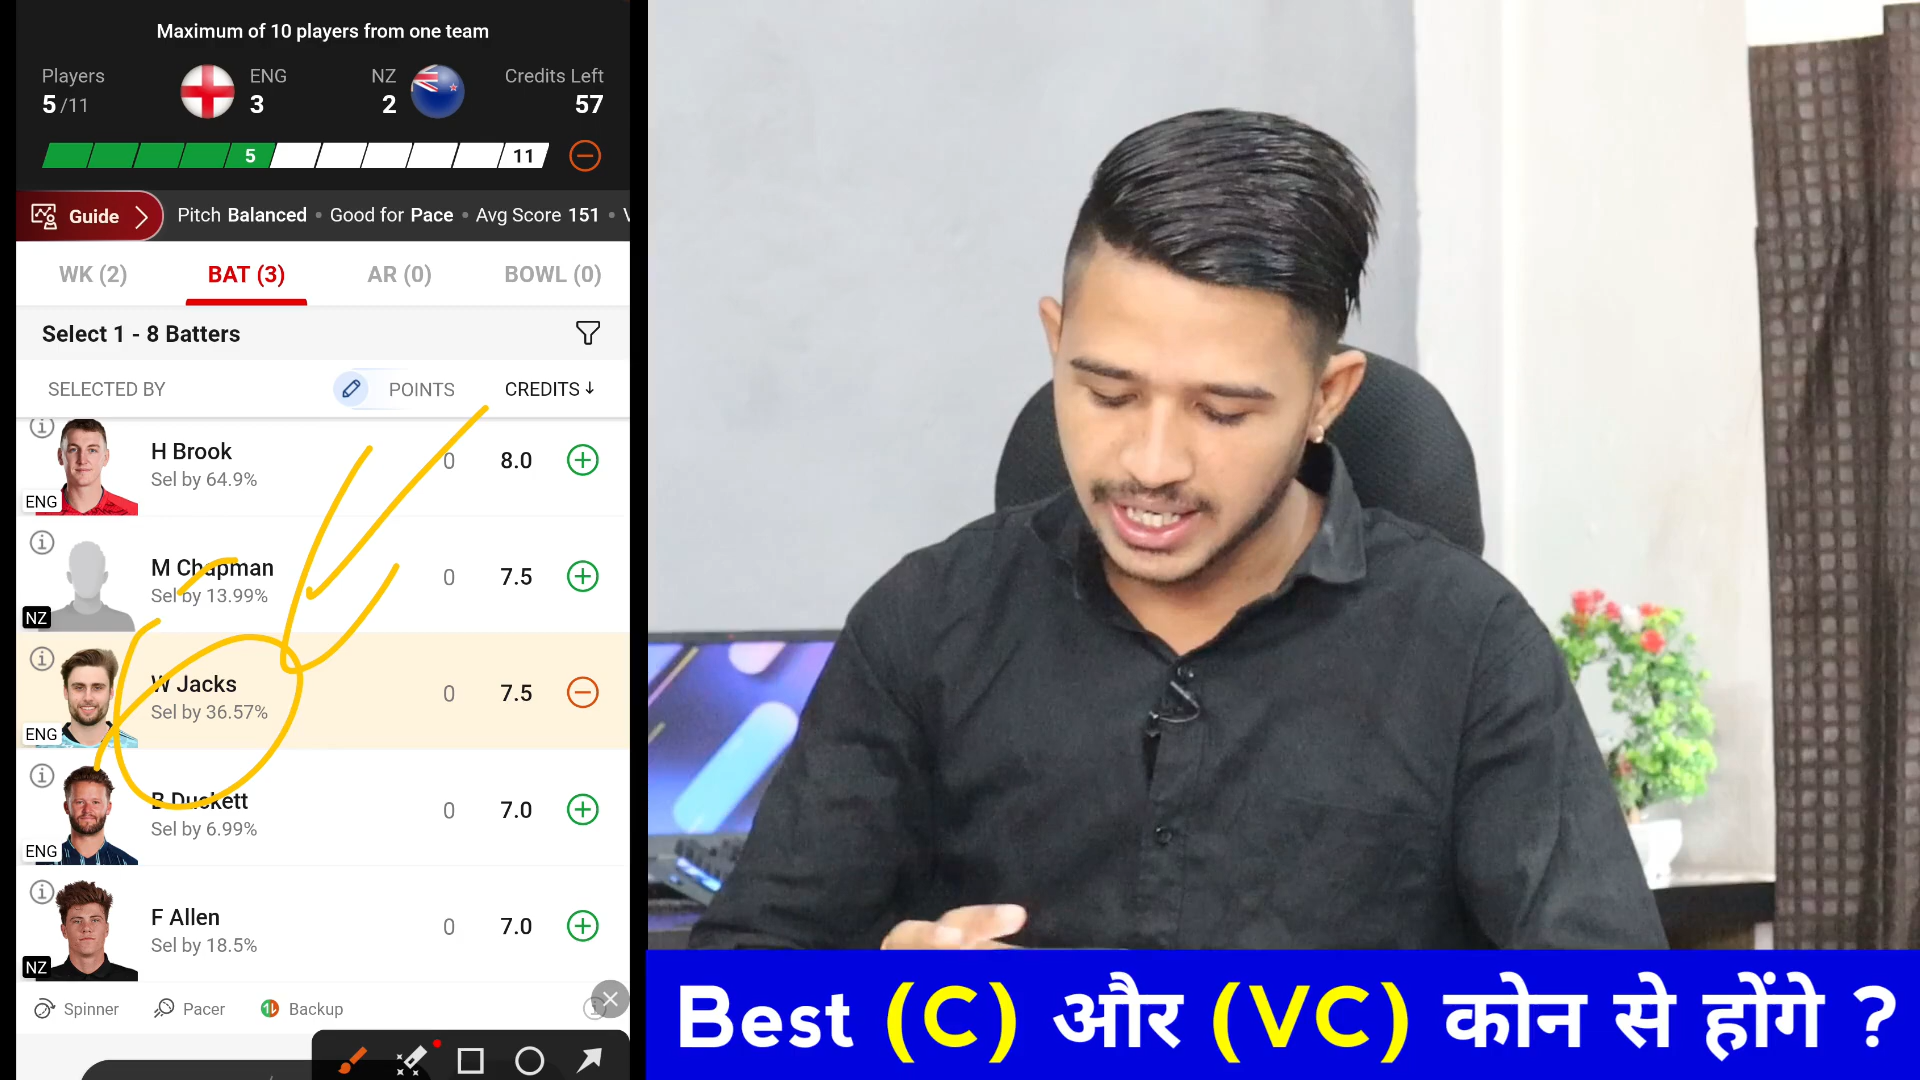 Maximum of 10 players from one team
Players
5 /11
ENG
3
NZ
2
Credits Left
57
5
11
Guide
Pitch Balanced • Good for Pace • Avg Score 151 •
WK (2)
BAT (3)
AR (0)
BOWL (0)
Select 1 - 8 Batters
SELECTED BY
POINTS
CREDITS ↓
H Brook
Sel by 64.9%
ENG
0
8.0
M Chapman
Sel by 13.99%
NZ
0
7.5
W Jacks
Sel by 36.57%
ENG
0
7.5
B Duckett
Sel by 6.99%
ENG
0
7.0
F Allen
Sel by 18.5%
NZ
0
7.0
Spinner
Pacer
Backup
Best (C) और (VC) कोन से होंगे ?